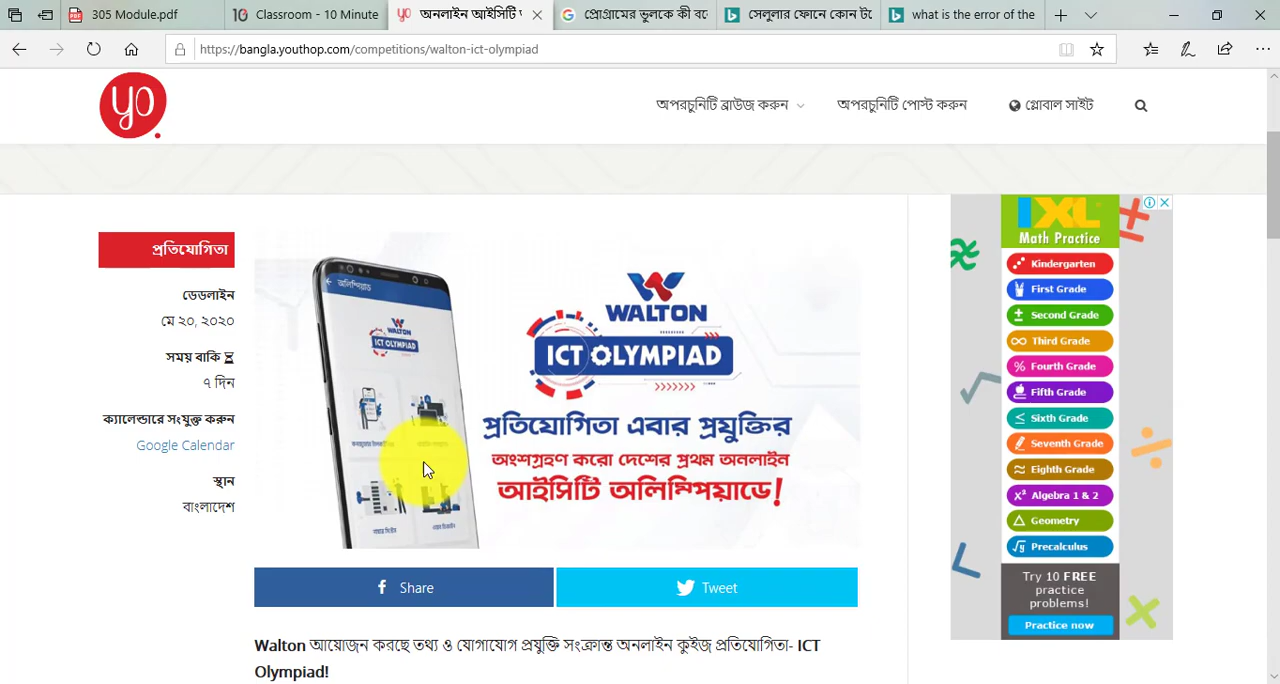 305 Module.pdf
Classroom - 10 Minute
অনলাইন আইসিটি
প্রোগ্রামের ভুলকে কী বলে
সেলুলার ফোনে কোন টে
what is the error of the
https://bangla.youthop.com/competitions/walton-ict-olympiad
yo
অপরচুনিটি ব্রাউজ করুন
অপরচুনিটি পোস্ট করুন
গ্লোবাল সাইট
প্রতিযোগিতা
ডেডলাইন
মে ২০, ২০২০
সময় বাকি
৭ দিন
ক্যালেন্ডারে সংযুক্ত করুন
Google Calendar
স্থান
বাংলাদেশ
অলিম্পিয়াড
WALTON
ICT OLYMPIAD
WALTON
ICT OLYMPIAD
প্রতিযোগিতা এবার প্রযুক্তির
অংশগ্রহণ করো দেশের প্রথম অনলাইন
আইসিটি অলিম্পিয়াডে!
Share
Tweet
Walton আয়োজন করছে তথ্য ও যোগাযোগ প্রযুক্তি সংক্রান্ত অনলাইন কুইজ প্রতিযোগিতা- ICT
Olympiad!
IXL
Math Practice
Kindergarten
First Grade
Second Grade
Third Grade
Fourth Grade
Fifth Grade
Sixth Grade
Seventh Grade
Eighth Grade
Algebra 1 & 2
Geometry
Precalculus
Try 10 FREE
practice
problems!
Practice now